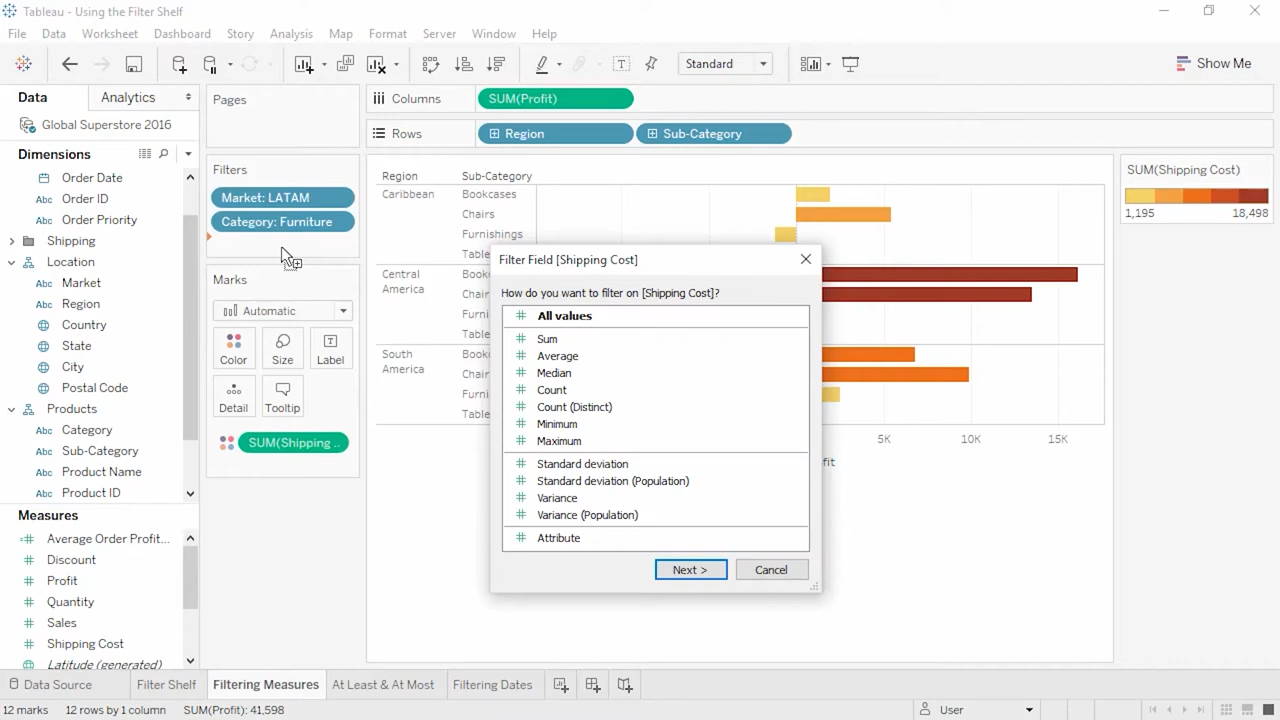 Tableau - Using the Filter Shelf
File Data Worksheet Dashboard Story Analysis Map Format Server Window Help
Standard
Show Me
Data Analytics
Global Superstore 2016
Dimensions
Order Date
Abc Order ID
Abc Order Priority
Shipping
Location
Abc Market
Abc Region
Country
State
City
Postal Code
Products
Abc Category
Abc Sub-Category
Abc Product Name
Abc Product ID
Measures
Average Order Profit...
Discount
Profit
Quantity
Sales
Shipping Cost
Latitude (generated)
Pages
Filters
Market: LATAM
Category: Furniture
Marks
Automatic
Color Size Label
Detail Tooltip
SUM(Shipping ..
Columns SUM(Profit)
Rows Region Sub-Category
Region Sub-Category
Caribbean Bookcases
Chairs
Furnishings
Table
Central America Book
Chair
Furni
Table
South America Book
Chair
Furni
Table
5K 10K 15K
fit
SUM(Shipping Cost)
1,195 18,498
Filter Field [Shipping Cost]
How do you want to filter on [Shipping Cost]?
All values
Sum
Average
Median
Count
Count (Distinct)
Minimum
Maximum
Standard deviation
Standard deviation (Population)
Variance
Variance (Population)
Attribute
Next > Cancel
Data Source Filter Shelf Filtering Measures At Least & At Most Filtering Dates
12 marks 12 rows by 1 column SUM(Profit): 41,598 User